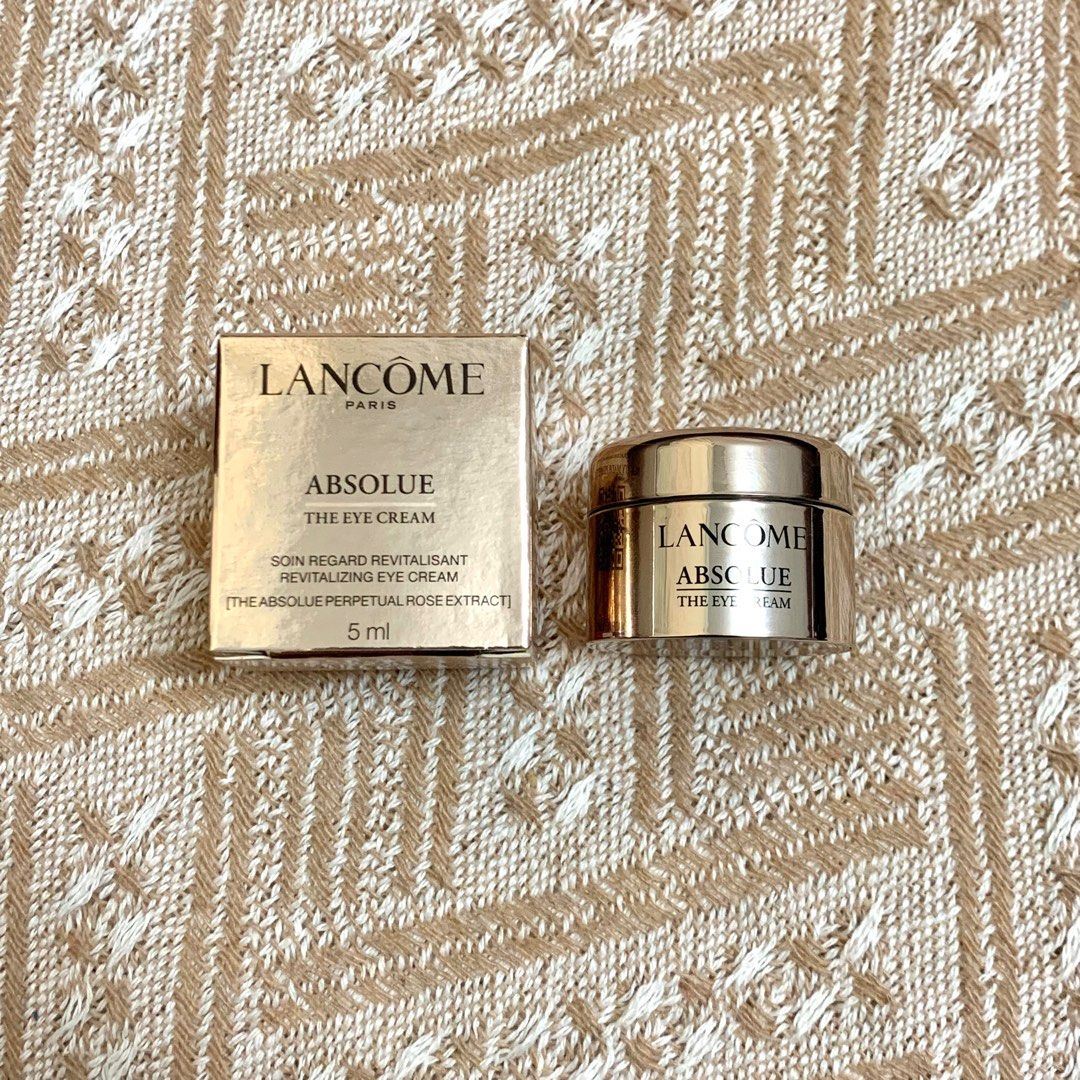 LANCÔME
PARIS
ABSOLUE
THE EYE CREAM
SOIN REGARD REVITALISANT
REVITALIZING EYE CREAM
[THE ABSOLUE PERPETUAL ROSE EXTRACT]
5 ml
LANCÔME
ABSOLUE
THE EYE CREAM